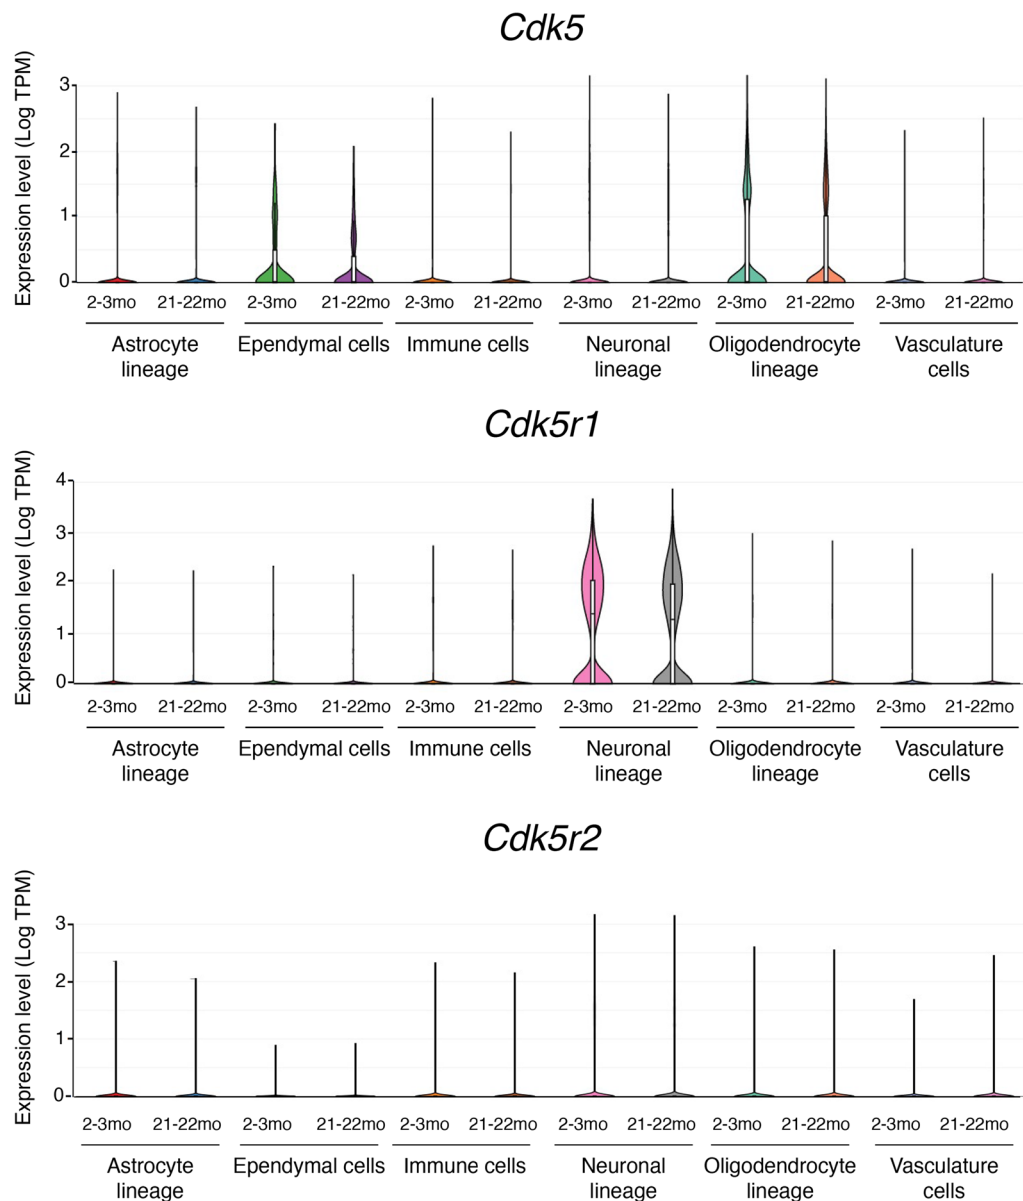 Cdk5
Expression level (Log TPM)
3
2
1
0
2-3mo 21-22mo 2-3mo 21-22mo 2-3mo 21-22mo 2-3mo 21-22mo 2-3mo 21-22mo 2-3mo 21-22mo
Astrocyte Ependymal cells Immune cells Neuronal Oligodendrocyte Vasculature
lineage lineage lineage cells
Cdk5r1
Expression level (Log TPM)
4
3
2
1
0
2-3mo 21-22mo 2-3mo 21-22mo 2-3mo 21-22mo 2-3mo 21-22mo 2-3mo 21-22mo 2-3mo 21-22mo
Astrocyte Ependymal cells Immune cells Neuronal Oligodendrocyte Vasculature
lineage lineage lineage cells
Cdk5r2
Expression level (Log TPM)
3
2
1
0
2-3mo 21-22mo 2-3mo 21-22mo 2-3mo 21-22mo 2-3mo 21-22mo 2-3mo 21-22mo 2-3mo 21-22mo
Astrocyte Ependymal cells Immune cells Neuronal Oligodendrocyte Vasculature
lineage lineage lineage cells